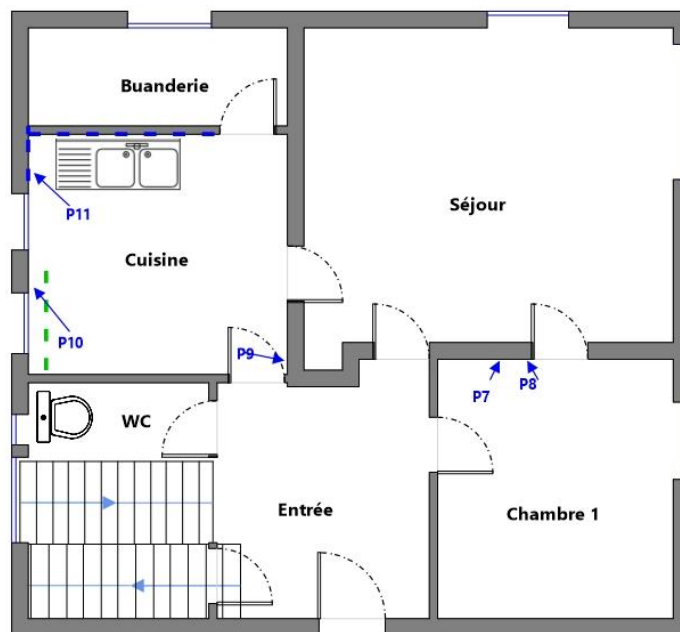 Buanderie
P11
Séjour
Cuisine
P10
P9
P7
P8
WC
Entrée
Chambre 1